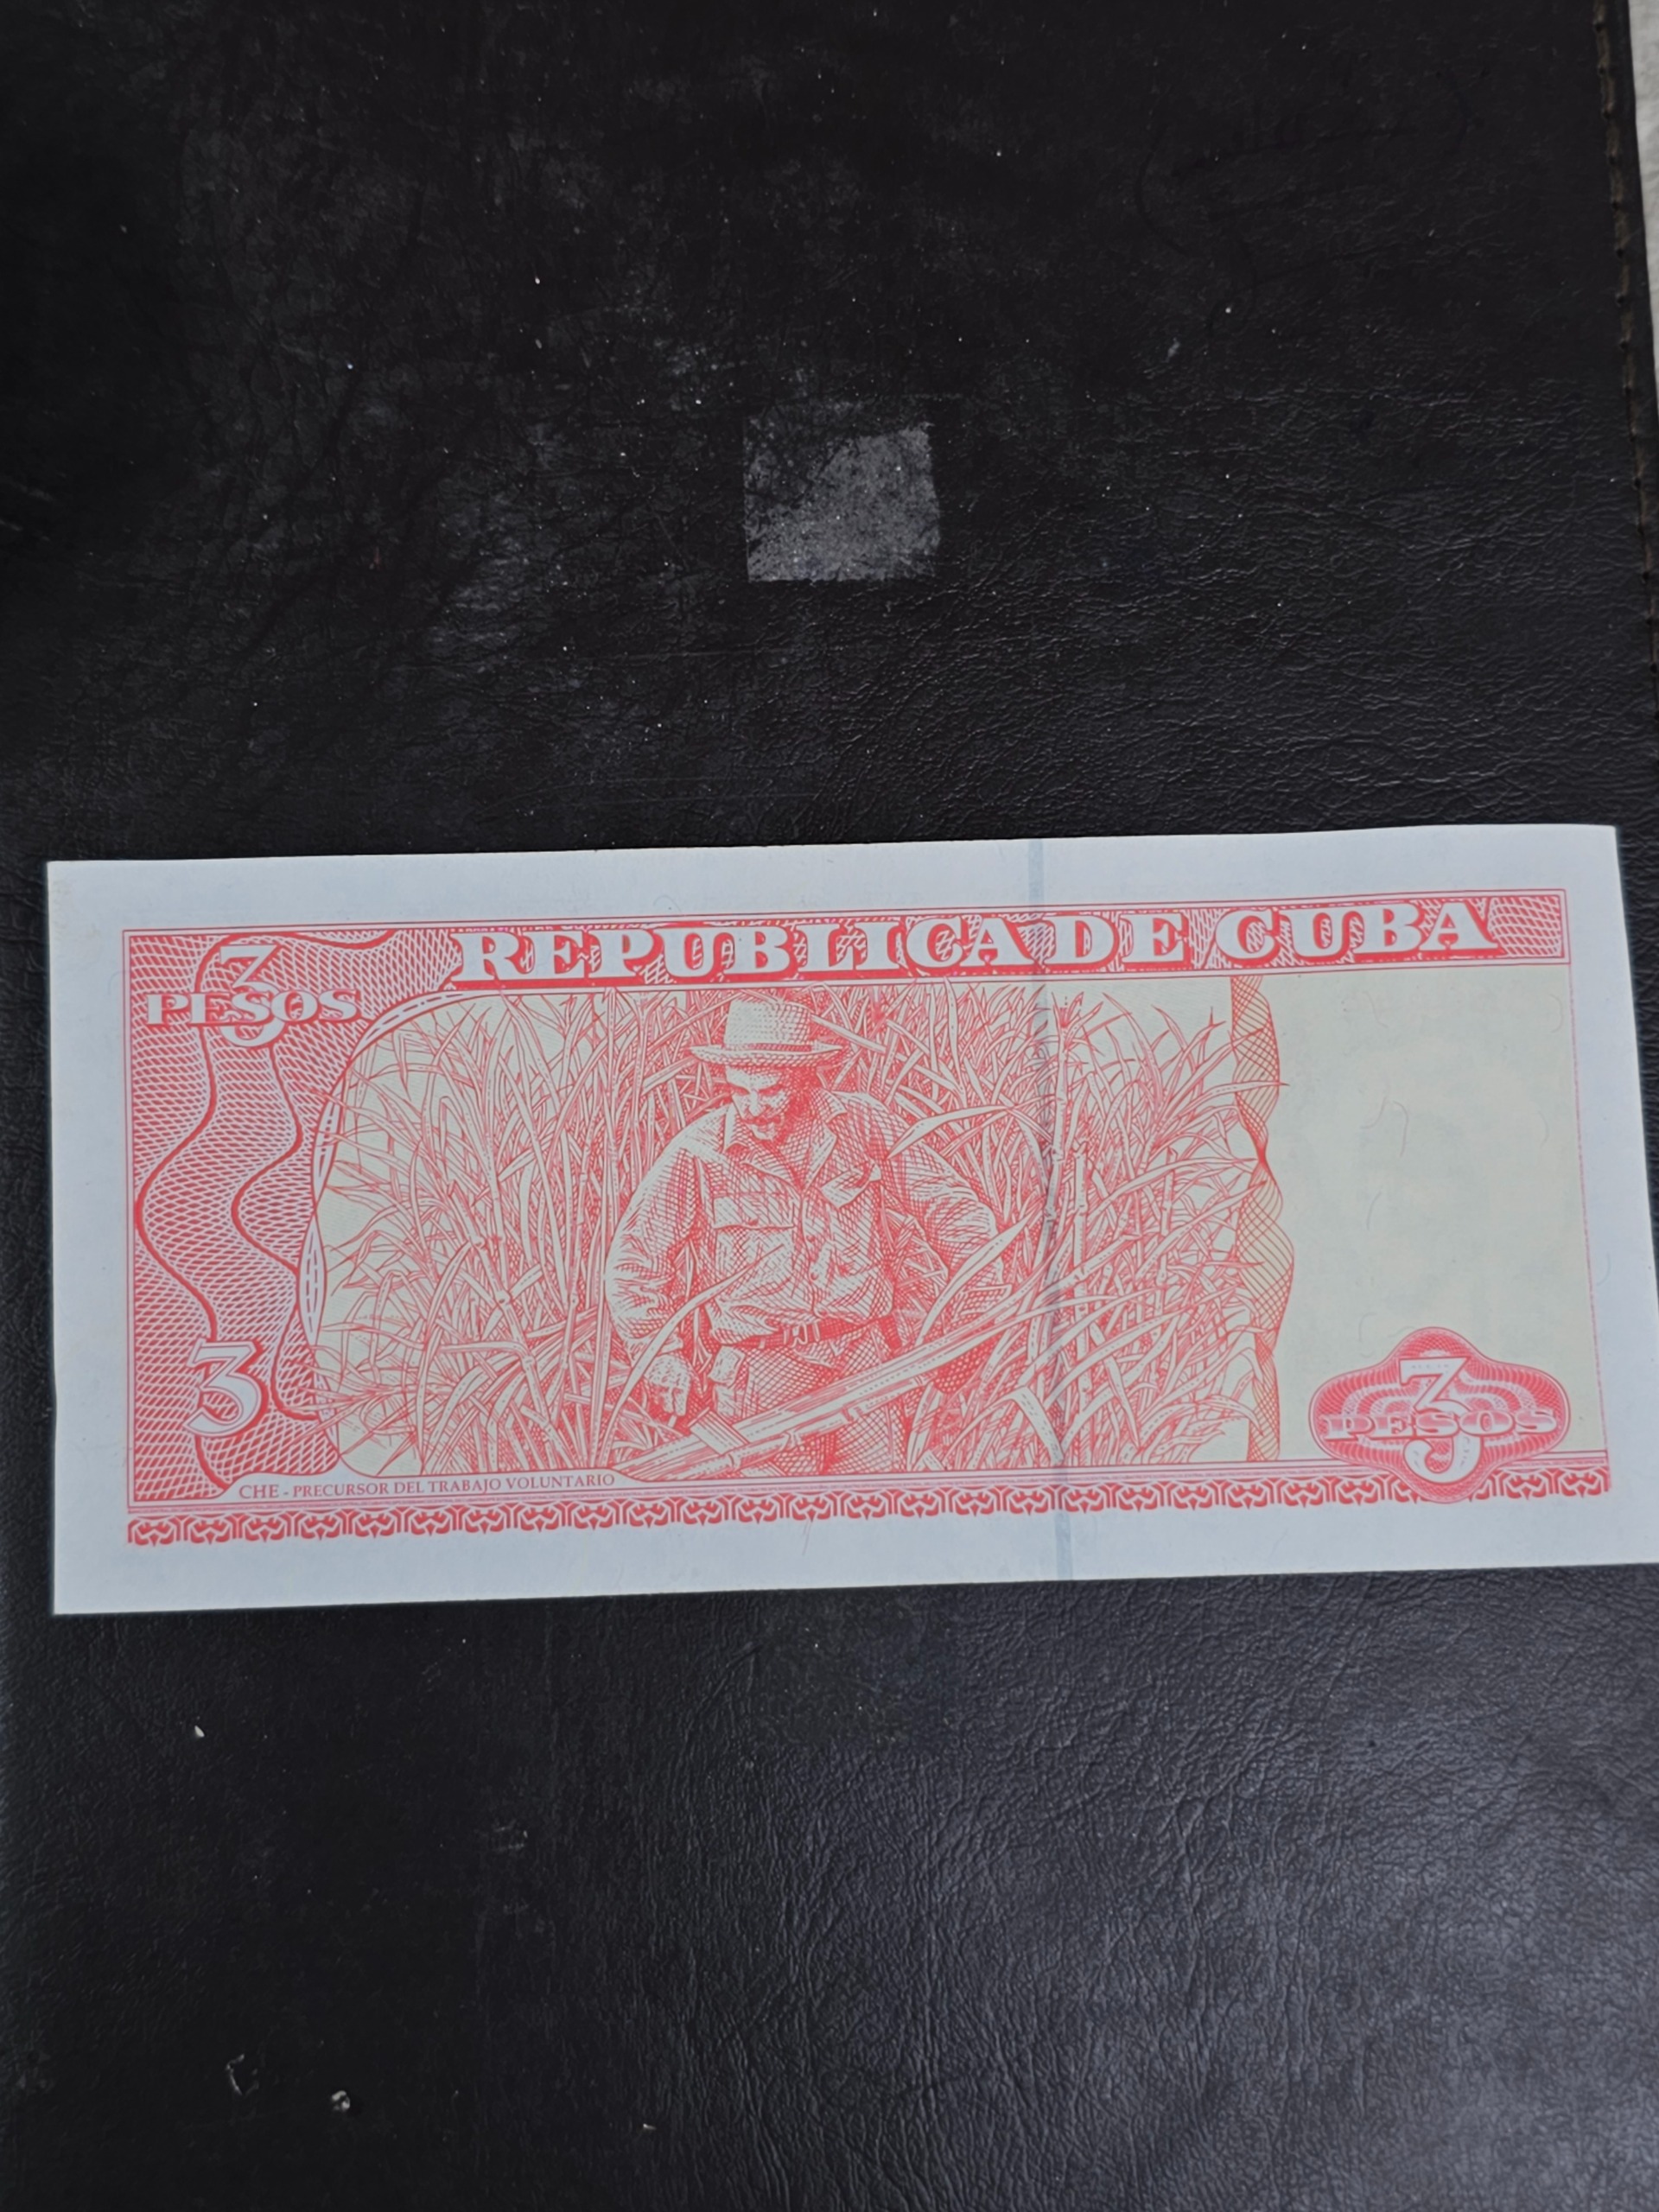 REPUBLICA DE CUBA
3
PESOS
3
CHE - PRECURSOR DEL TRABAJO VOLUNTARIO
3
PESOS